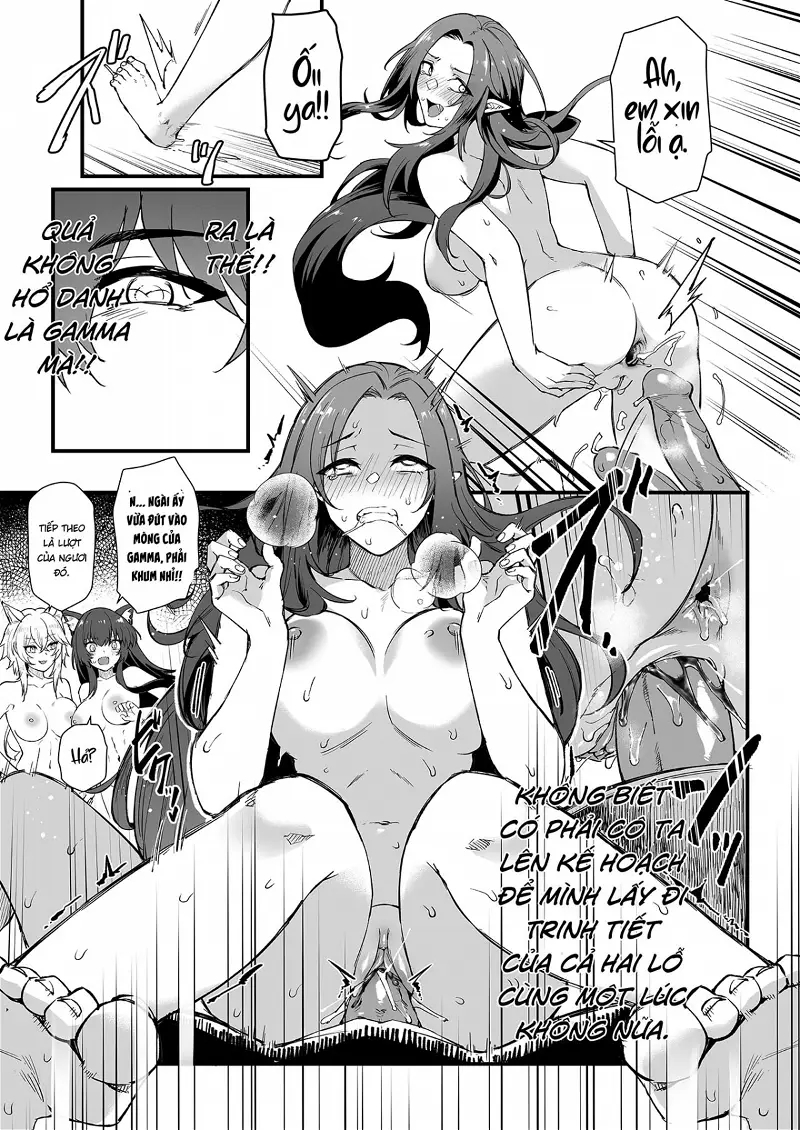 Ah,
em xin
lỗi ạ.
Ối
ya!!
RA LÀ
THẾ!!
QUẢ
KHÔNG
HỔ DANH
LÀ GAMMA
MÀ!!
N... NGÀI ẤY
VỪA ĐÚT VÀO
MÔNG CỦA
GAMMA, PHẢI
KHUM NHỈ!!
TIẾP THEO
LÀ LƯỢT
CỦA NGƯƠI
ĐÓ.
Hả?
KHÔNG BIẾT
CÓ PHẢI CÔ TA
LÊN KẾ HOẠCH
ĐỂ MÌNH LẤY ĐI
TRINH TIẾT
CỦA CẢ HAI LỖ
CÙNG MỘT LÚC
KHÔNG NỮA.